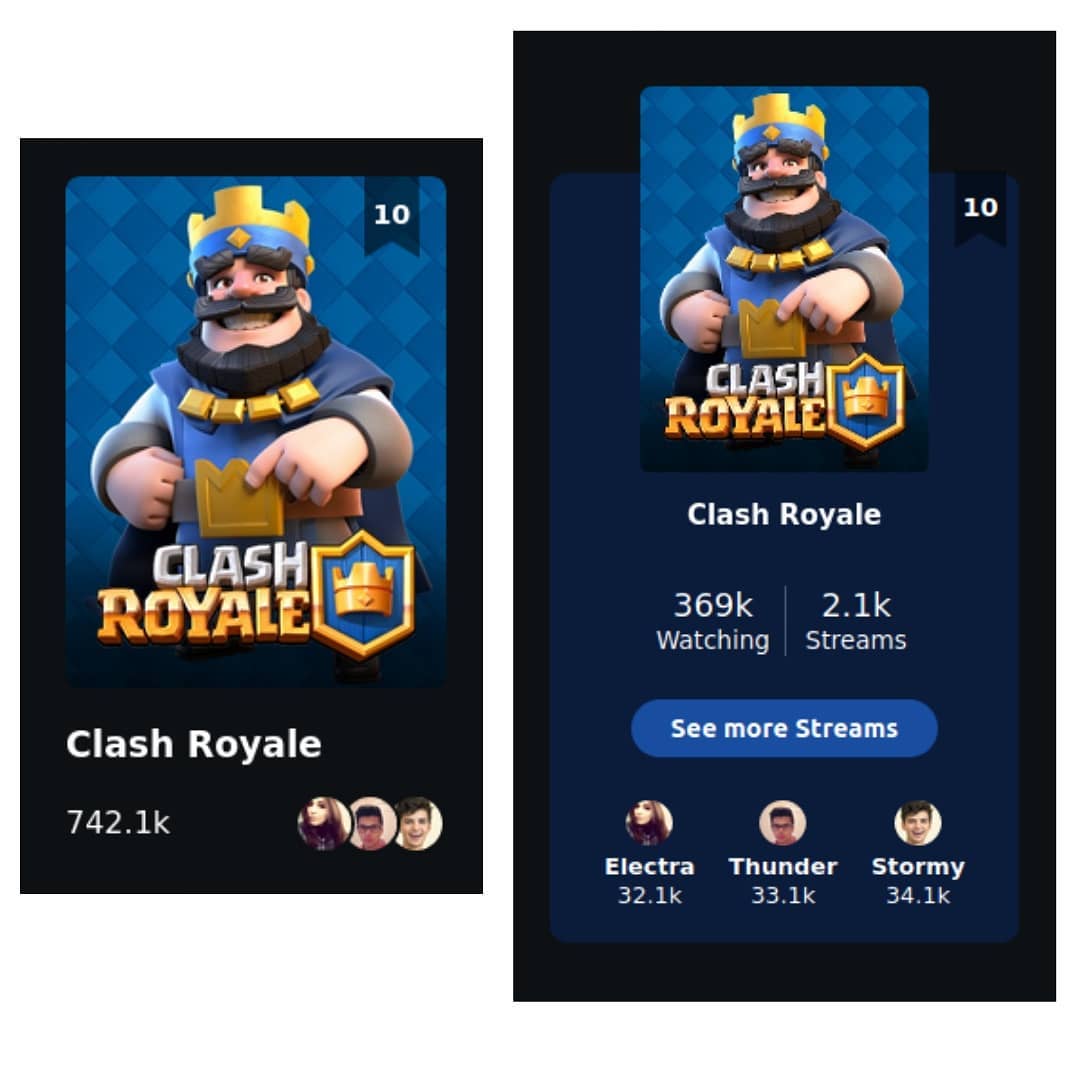 10
CLASH
ROYALE
Clash Royale
742.1k
10
CLASH
ROYALE
Clash Royale
369k 2.1k
Watching Streams
See more Streams
Electra Thunder Stormy
32.1k 33.1k 34.1k